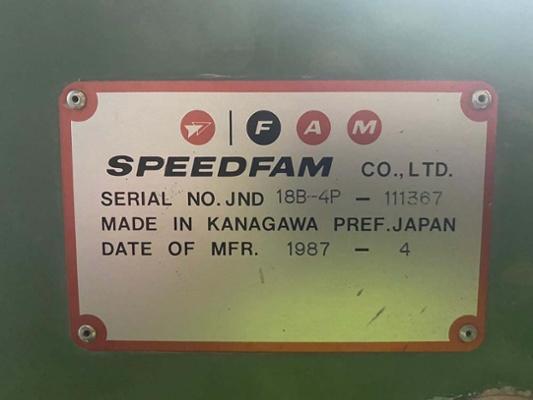 FAM
SPEEDFAM CO.,LTD.
SERIAL NO. JND 18B-4P - 111367
MADE IN KANAGAWA PREF. JAPAN
DATE OF MFR. 1987 - 4